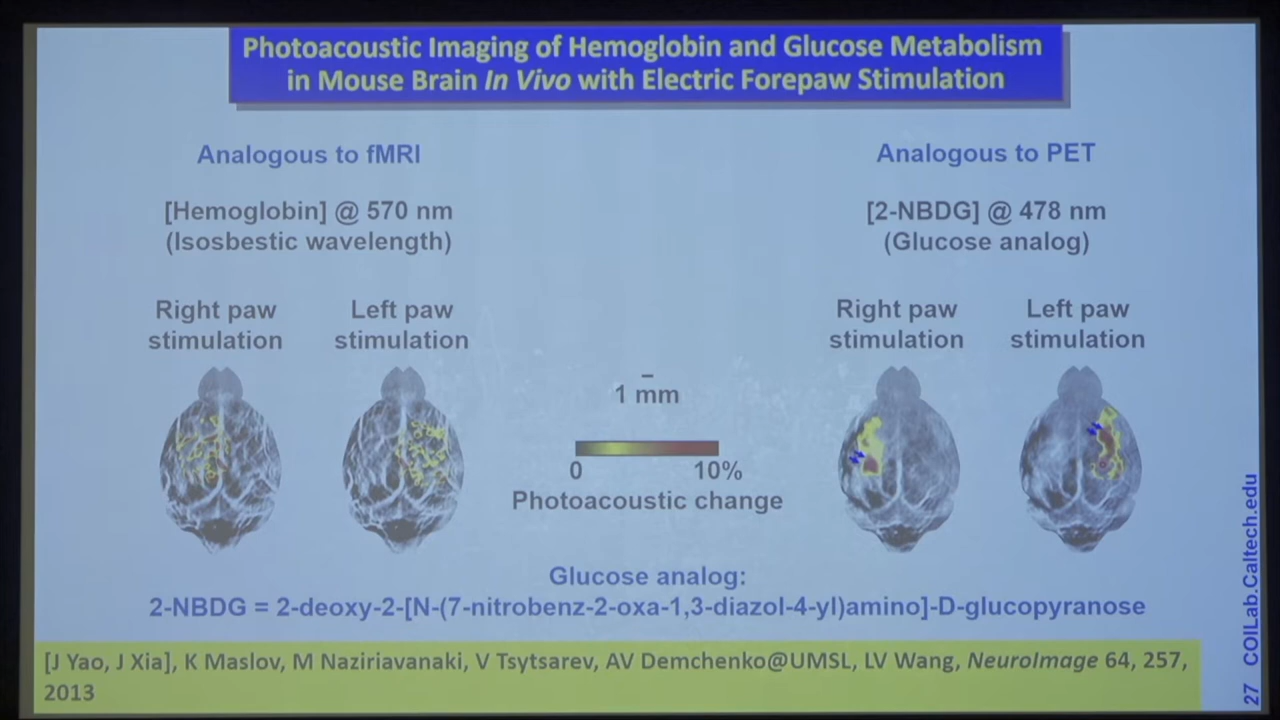 Photoacoustic Imaging of Hemoglobin and Glucose Metabolism
in Mouse Brain In Vivo with Electric Forepaw Stimulation
Analogous to fMRI
[Hemoglobin] @ 570 nm
(Isosbestic wavelength)
Right paw
stimulation
Left paw
stimulation
1 mm
0
10%
Photoacoustic change
Analogous to PET
[2-NBDG] @ 478 nm
(Glucose analog)
Right paw
stimulation
Left paw
stimulation
Glucose analog:
2-NBDG = 2-deoxy-2-[N-(7-nitrobenz-2-oxa-1,3-diazol-4-yl)amino]-D-glucopyranose
[J Yao, J Xia], K Maslov, M Naziriavanaki, V Tsytsarev, AV Demchenko@UMSL, LV Wang, NeuroImage 64, 257,
2013
27 COILab.Caltech.edu